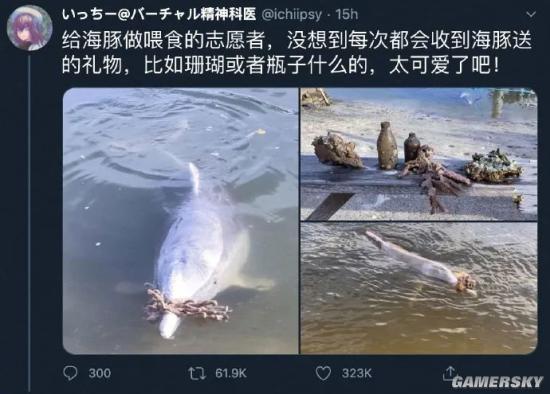 いっちー@バーチャル精神科医 @ichiipsy · 15h
给海豚做喂食的志愿者，没想到每次都会收到海豚送
的礼物，比如珊瑚或者瓶子什么的，太可爱了吧！
300 61.9K 323K
GAMERSKY